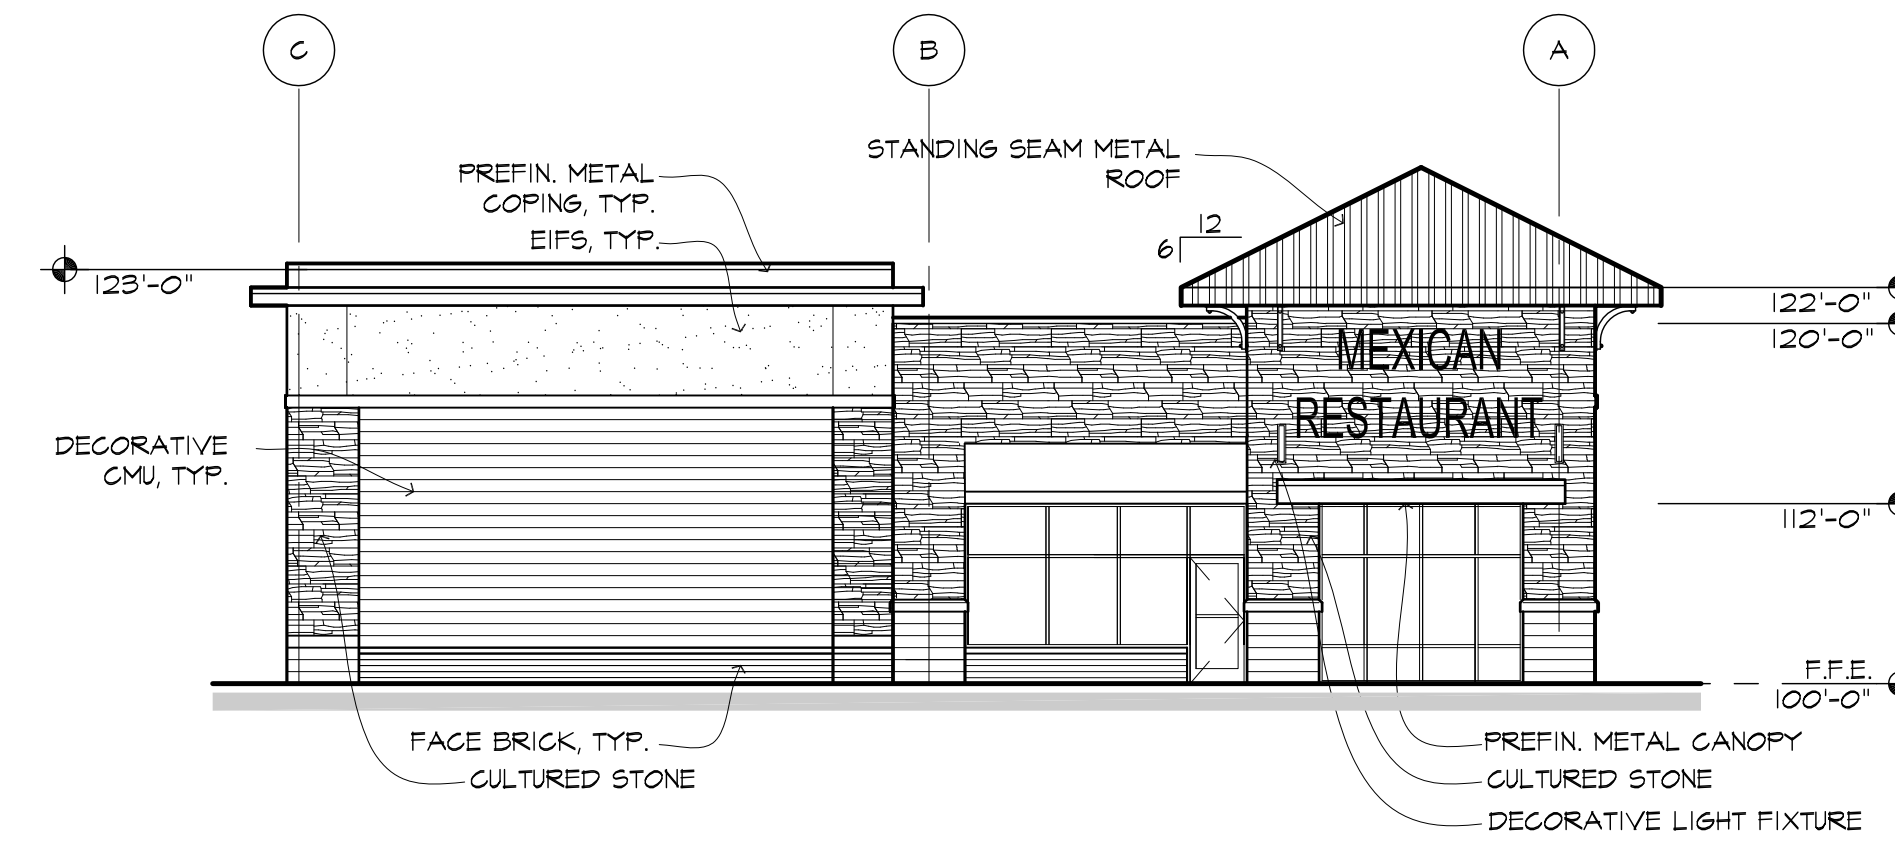 C
B
A
STANDING SEAM METAL
ROOF
PREFIN. METAL
COPING, TYP.
EIFS, TYP.
12
6
123'-0"
122'-0"
120'-0"
MEXICAN
RESTAURANT
DECORATIVE
CMU, TYP.
112'-0"
F.F.E.
100'-0"
FACE BRICK, TYP.
CULTURED STONE
PREFIN. METAL CANOPY
CULTURED STONE
DECORATIVE LIGHT FIXTURE